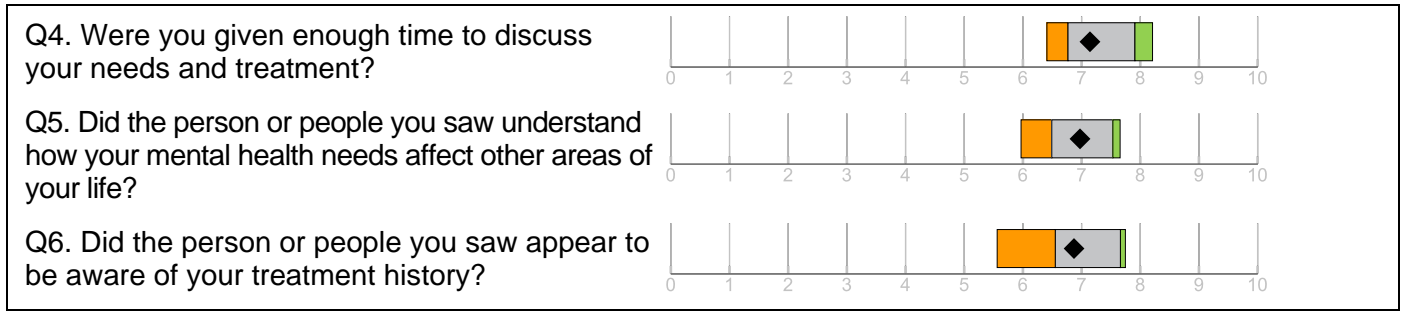 Q4. Were you given enough time to discuss
your needs and treatment?
0 1 2 3 4 5 6 7 8 9 10
Q5. Did the person or people you saw understand
how your mental health needs affect other areas of
your life?
0 1 2 3 4 5 6 7 8 9 10
Q6. Did the person or people you saw appear to
be aware of your treatment history?
0 1 2 3 4 5 6 7 8 9 10